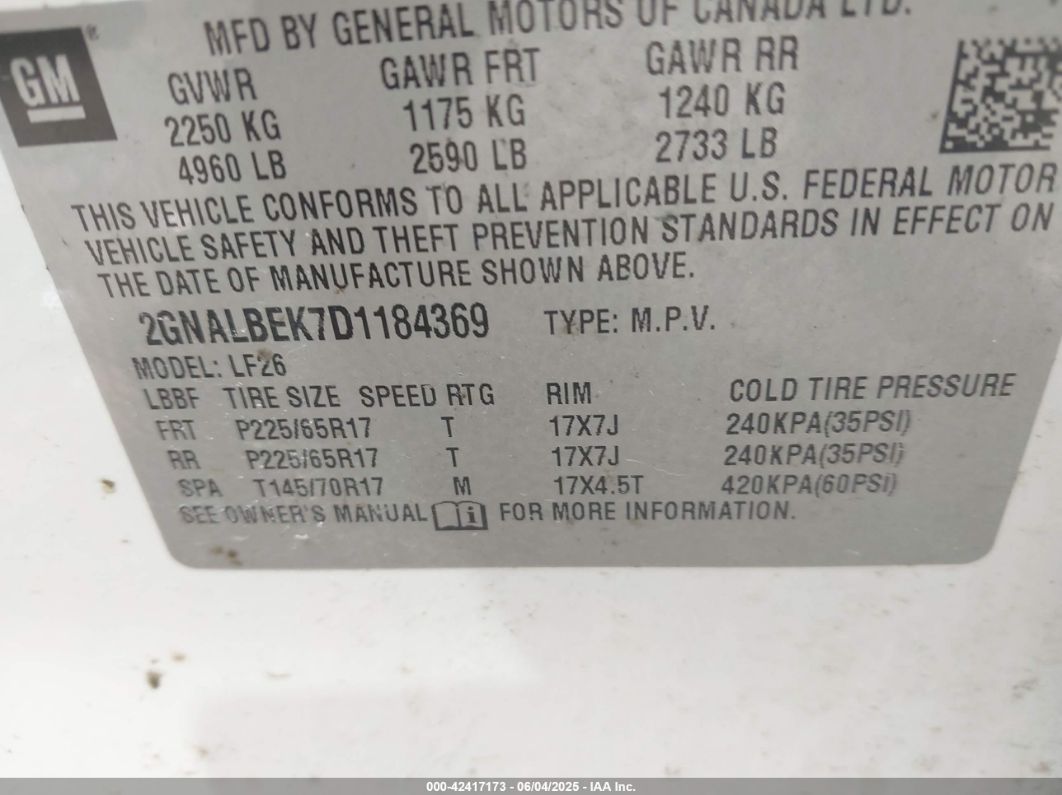 MFD BY GENERAL MOTORS OF CANADA LTD.
GM
GVWR GAWR FRT GAWR RR
2250 KG 1175 KG 1240 KG
4960 LB 2590 LB 2733 LB
THIS VEHICLE CONFORMS TO ALL APPLICABLE U.S. FEDERAL MOTOR
VEHICLE SAFETY AND THEFT PREVENTION STANDARDS IN EFFECT ON
THE DATE OF MANUFACTURE SHOWN ABOVE.
2GNALBEK7D1184369 TYPE: M.P.V.
MODEL: LF26
LBBF TIRE SIZE SPEED RTG RIM COLD TIRE PRESSURE
FRT P225/65R17 T 17X7J 240KPA(35PSI)
RR P225/65R17 T 17X7J 240KPA(35PSI)
SPA T145/70R17 M 17X4.5T 420KPA(60PSI)
SEE OWNER'S MANUAL FOR MORE INFORMATION.
000-42417173 - 06/04/2025 - IAA Inc.